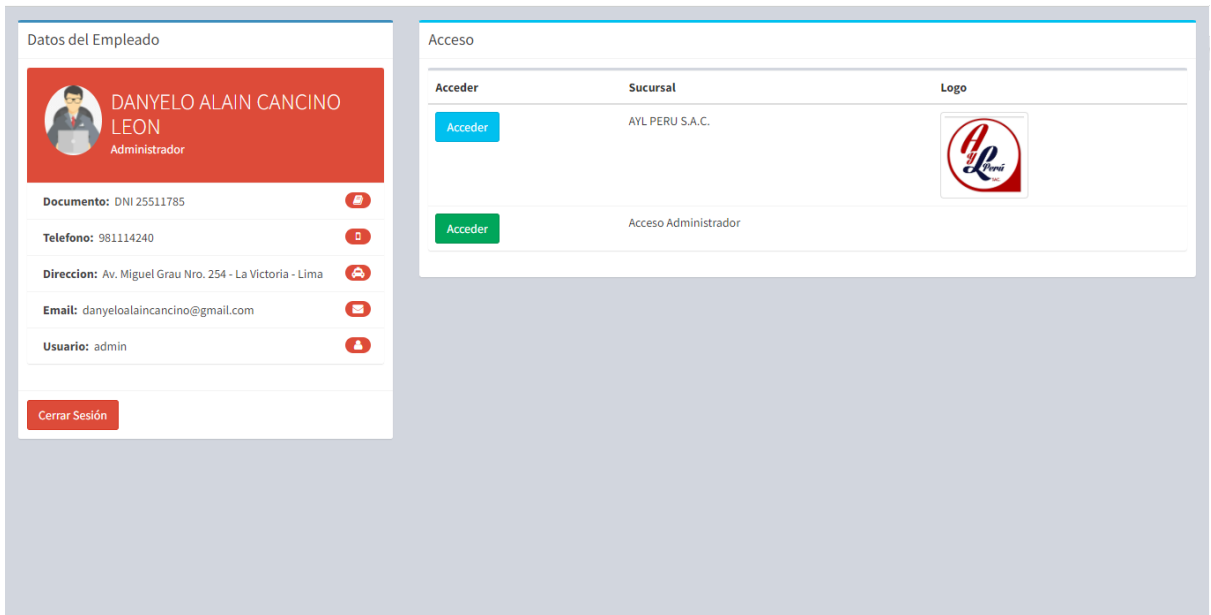 Datos del Empleado
DANYELO ALAIN CANCINO
LEON
Administrador
Documento: DNI 25511785
Telefono: 981114240
Direccion: Av. Miguel Grau Nro. 254 - La Victoria - Lima
Email: danyeloalaincancino@gmail.com
Usuario: admin
Cerrar Sesión
Acceso
Acceder Sucursal Logo
Acceder AYL PERU S.A.C.
A y L Perú
SAC
Acceder Acceso Administrador